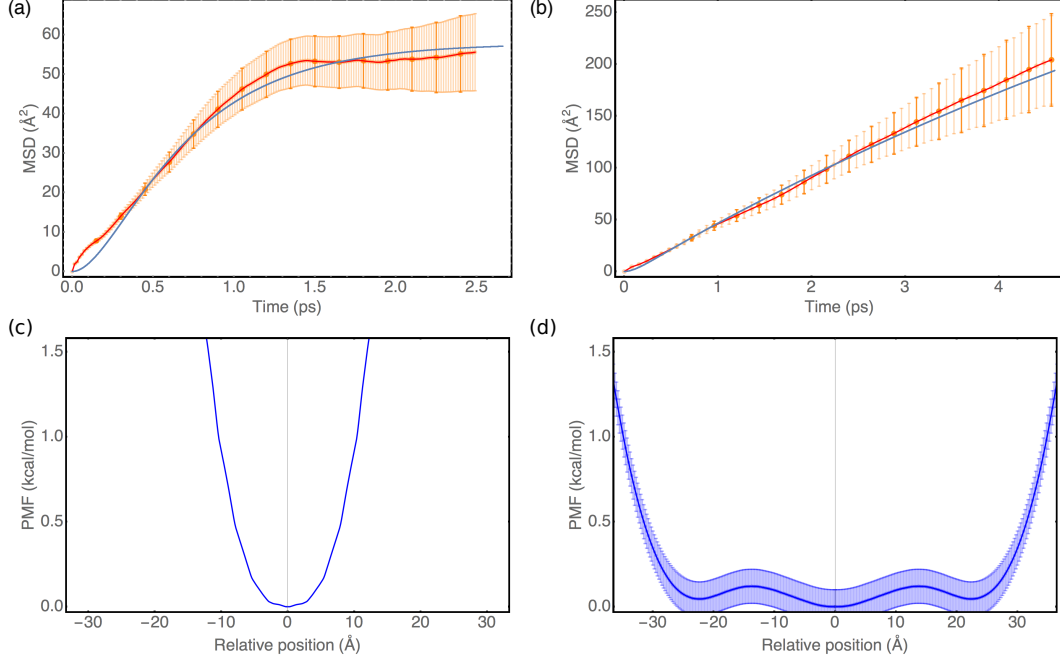 (a)
MSD (Å²)
60
50
40
30
20
10
0
0.0 0.5 1.0 1.5 2.0 2.5
Time (ps)
(b)
MSD (Å²)
250
200
150
100
50
0
0 1 2 3 4
Time (ps)
(c)
PMF (kcal/mol)
1.5
1.0
0.5
0.0
−30 −20 −10 0 10 20 30
Relative position (Å)
(d)
PMF (kcal/mol)
1.5
1.0
0.5
0.0
−30 −20 −10 0 10 20 30
Relative position (Å)